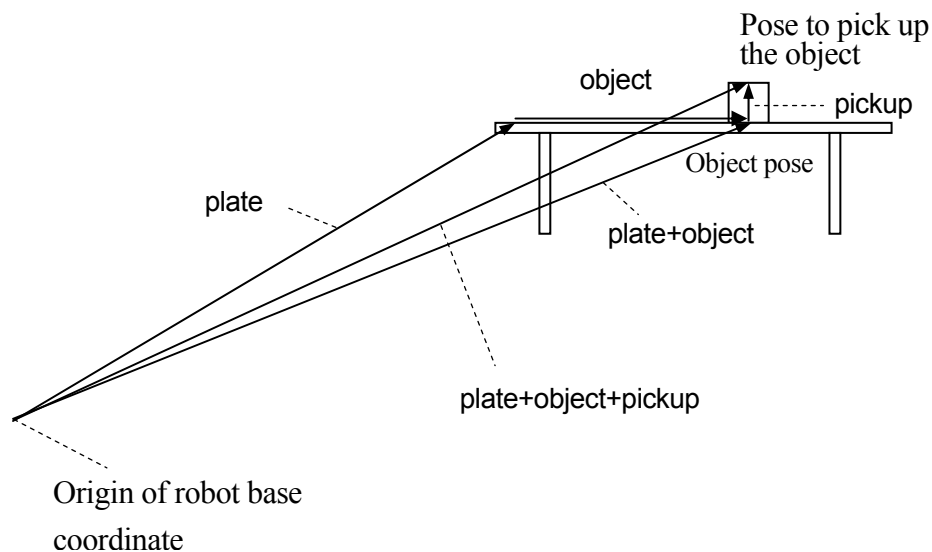 Pose to pick up
the object
object
pickup
Object pose
plate
plate+object
plate+object+pickup
Origin of robot base
coordinate